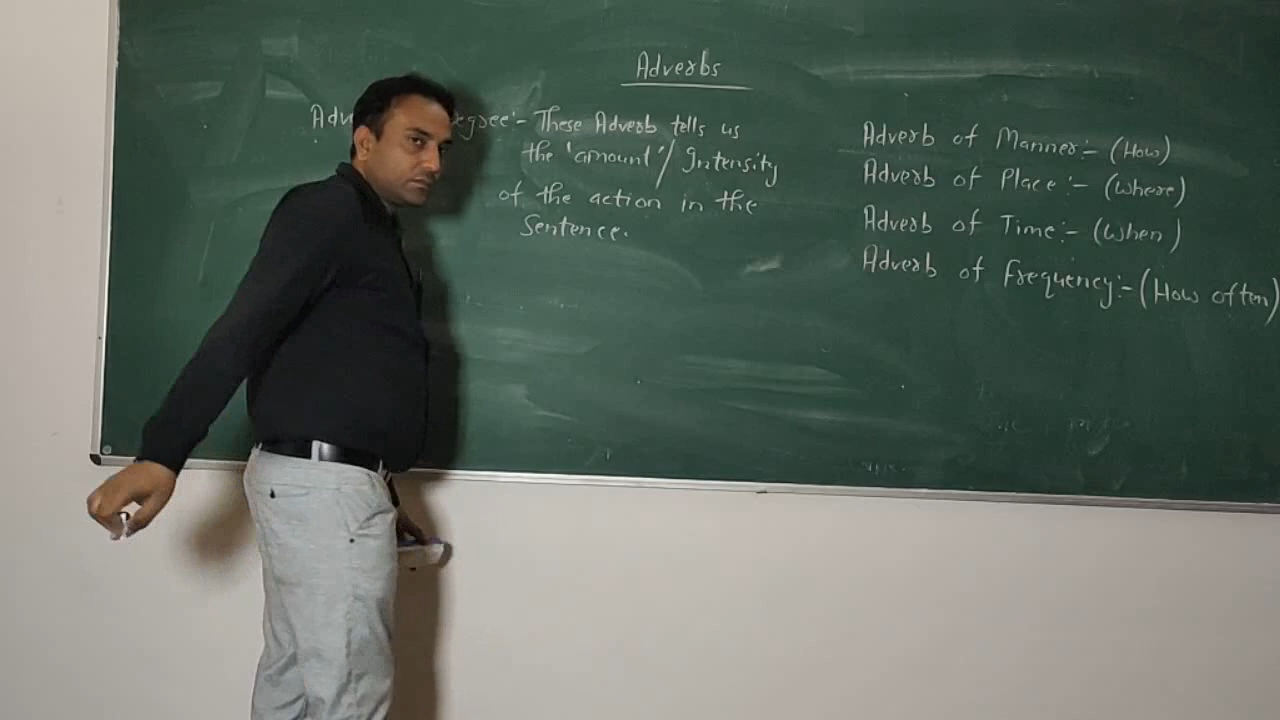 Adverbs
Adv egree:- These Adverb tells us
the 'amount'/Intensity
of the action in the
Sentence.
Adverb of Manner:- (How)
Adverb of Place:- (Where)
Adverb of Time:- (When)
Adverb of Frequency:- (How often)